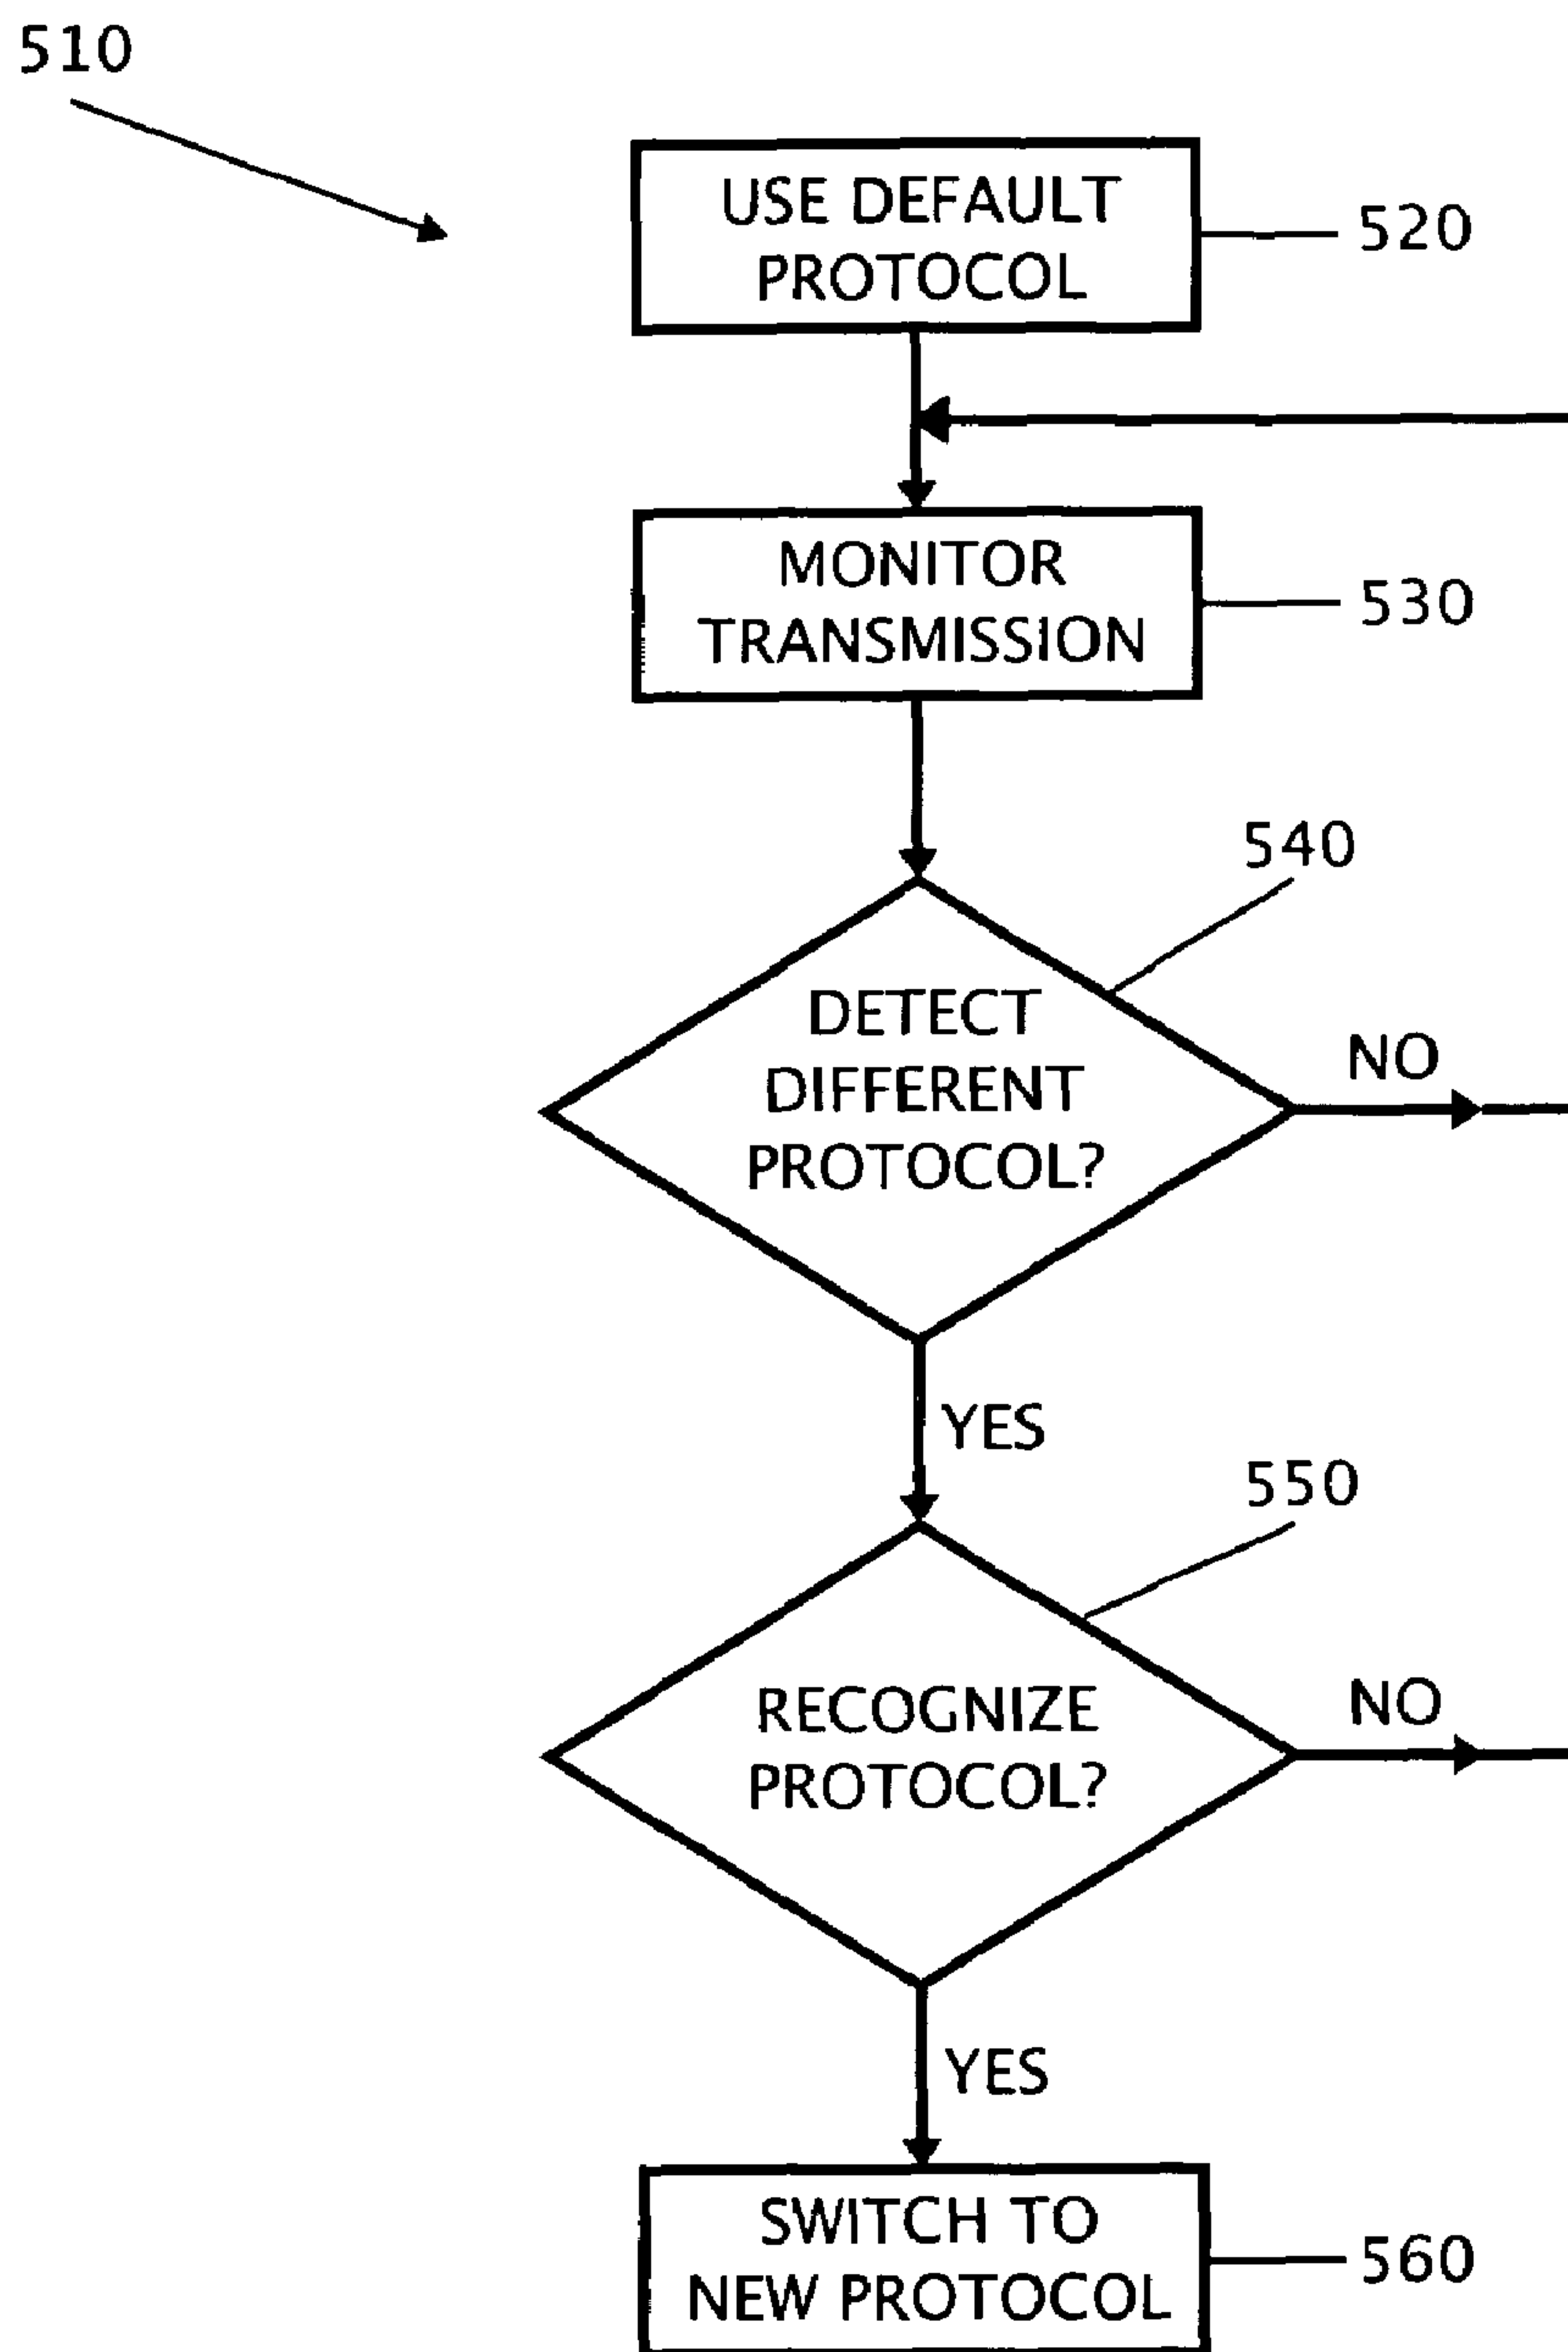 510
USE DEFAULT
PROTOCOL
520
MONITOR
TRANSMISSION
530
540
DETECT
DIFFERENT
PROTOCOL?
NO
YES
550
RECOGNIZE
PROTOCOL?
NO
YES
SWITCH TO
NEW PROTOCOL
560